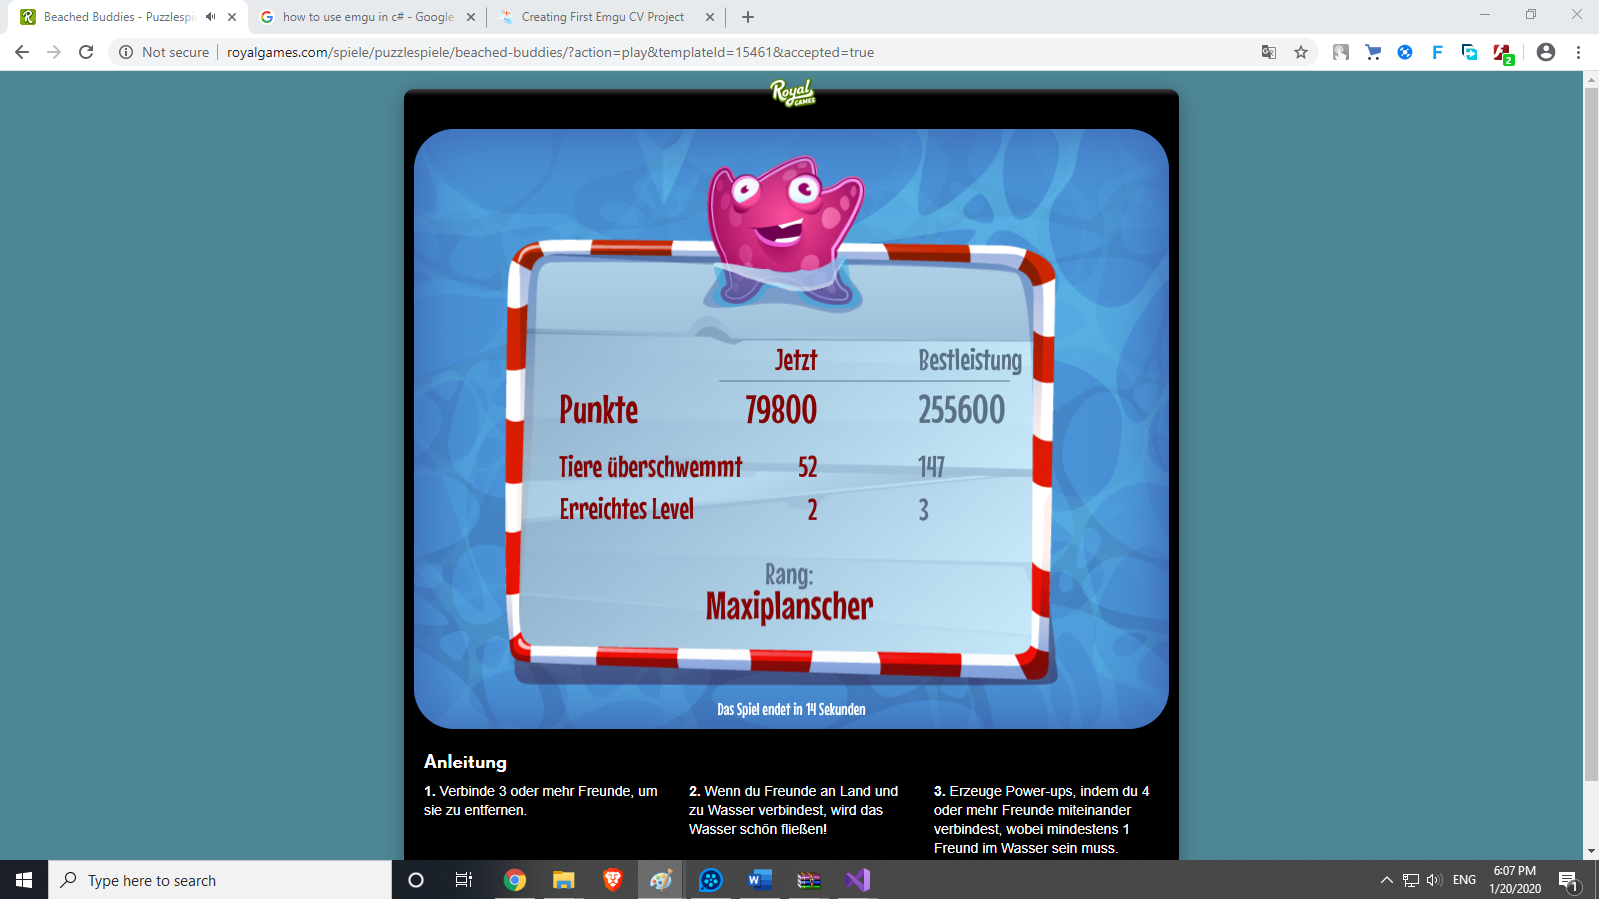 Beached Buddies - Puzzlespi
how to use emgu in c# - Google
Creating First Emgu CV Project
Not secure
royalgames.com/spiele/puzzlespiele/beached-buddies/?action=play&templateId=15461&accepted=true
F
2
Royal
GAMES
Jetzt Bestleistung
Punkte 79800 255600
Tiere überschwemmt 52 147
Erreichtes Level 2 3
Rang:
Maxiplanscher
Das Spiel endet in 14 Sekunden
Anleitung
1. Verbinde 3 oder mehr Freunde, um
sie zu entfernen.
2. Wenn du Freunde an Land und
zu Wasser verbindest, wird das
Wasser schön fließen!
3. Erzeuge Power-ups, indem du 4
oder mehr Freunde miteinander
verbindest, wobei mindestens 1
Freund im Wasser sein muss.
Type here to search
ENG
6:07 PM
1/20/2020
1